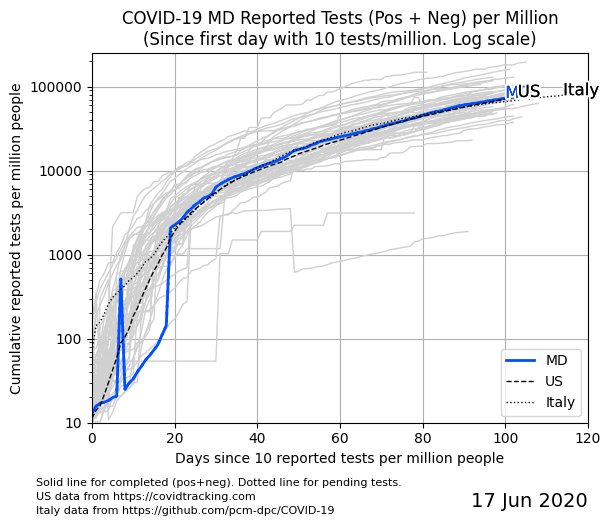 COVID-19 MD Reported Tests (Pos + Neg) per Million
(Since first day with 10 tests/million. Log scale)
Cumulative reported tests per million people
100000
10000
1000
100
10
0
20
40
60
80
100
120
Days since 10 reported tests per million people
MD
US
Italy
MD
US
Italy
Solid line for completed (pos+neg). Dotted line for pending tests.
US data from https://covidtracking.com
Italy data from https://github.com/pcm-dpc/COVID-19
17 Jun 2020